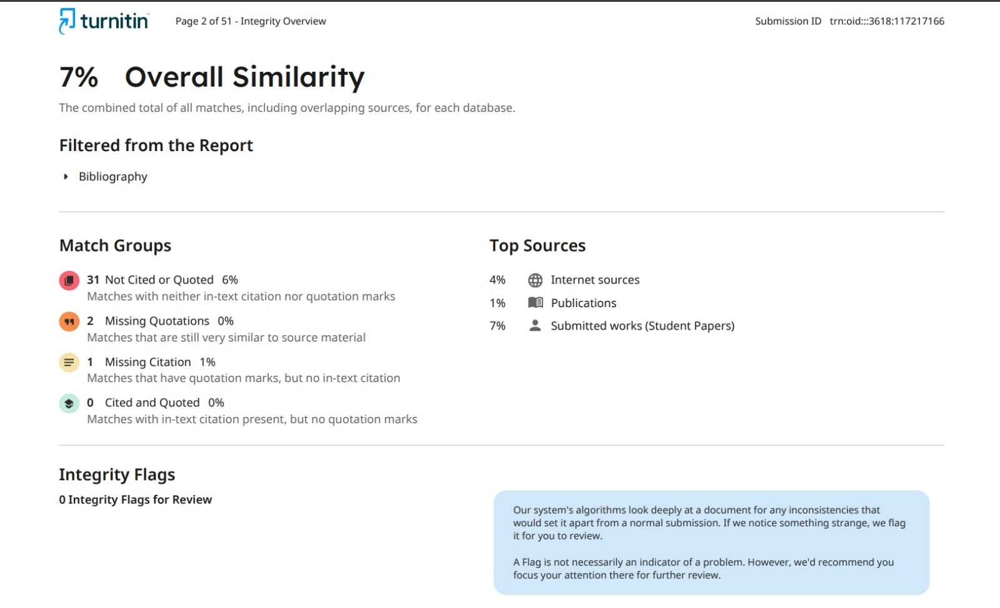 turnitin Page 2 of 51 - Integrity Overview Submission ID trn:oid:::3618:117217166
7% Overall Similarity
The combined total of all matches, including overlapping sources, for each database.
Filtered from the Report
Bibliography
Match Groups
31 Not Cited or Quoted 6%
Matches with neither in-text citation nor quotation marks
2 Missing Quotations 0%
Matches that are still very similar to source material
1 Missing Citation 1%
Matches that have quotation marks, but no in-text citation
0 Cited and Quoted 0%
Matches with in-text citation present, but no quotation marks
Top Sources
4% Internet sources
1% Publications
7% Submitted works (Student Papers)
Integrity Flags
0 Integrity Flags for Review
Our system's algorithms look deeply at a document for any inconsistencies that
would set it apart from a normal submission. If we notice something strange, we flag
it for you to review.
A Flag is not necessarily an indicator of a problem. However, we'd recommend you
focus your attention there for further review.